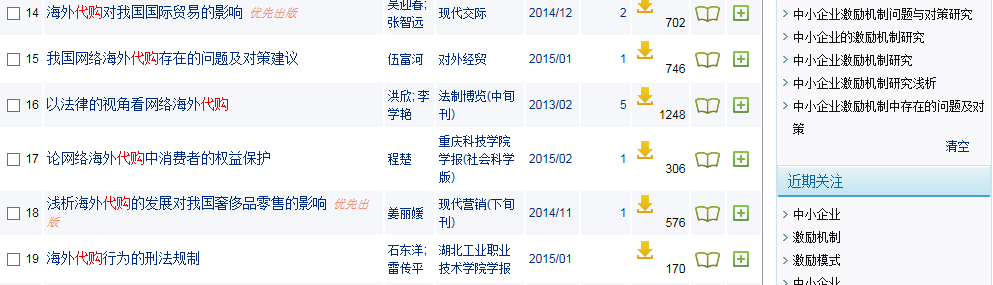 14 海外代购对我国国际贸易的影响 优先出版 吴迎春; 张智远 现代交际 2014/12 2 702
15 我国网络海外代购存在的问题及对策建议 伍富河 对外经贸 2015/01 1 746
16 以法律的视角看网络海外代购 洪欣; 李学艳 法制博览(中旬刊) 2013/02 5 1248
17 论网络海外代购中消费者的权益保护 程楚 重庆科技学院学报(社会科学版) 2015/02 1 306
18 浅析海外代购的发展对我国奢侈品零售的影响 优先出版 姜丽媛 现代营销(下旬刊) 2014/11 1 576
19 海外代购行为的刑法规制 石东洋; 雷传平 湖北工业职业技术学院学报 2015/01 170
中小企业激励机制问题与对策研究
中小企业的激励机制研究
中小企业激励机制研究
中小企业激励机制研究浅析
中小企业激励机制中存在的问题及对
策
清空
近期关注
中小企业
激励机制
激励模式
中小企业